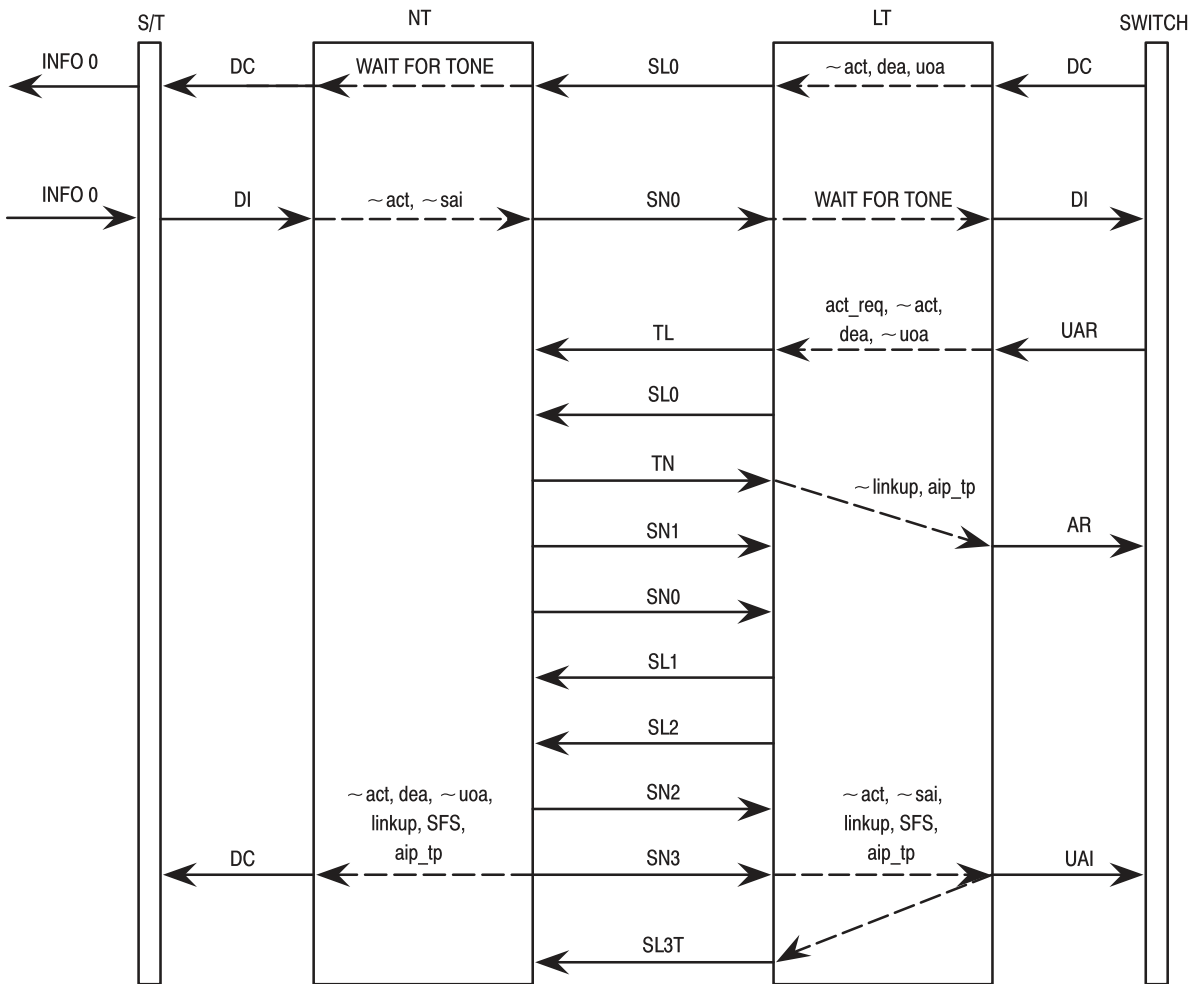 S/T
NT
LT
SWITCH
INFO 0
DC
WAIT FOR TONE
SL0
~act, dea, uoa
DC
INFO 0
DI
~act, ~sai
SN0
WAIT FOR TONE
DI
TL
act_req, ~act,
dea, ~uoa
UAR
SL0
TN
~linkup, aip_tp
SN1
AR
SN0
SL1
SL2
~act, dea, ~uoa,
linkup, SFS,
aip_tp
SN2
~act, ~sai,
linkup, SFS,
aip_tp
DC
SN3
UAI
SL3T